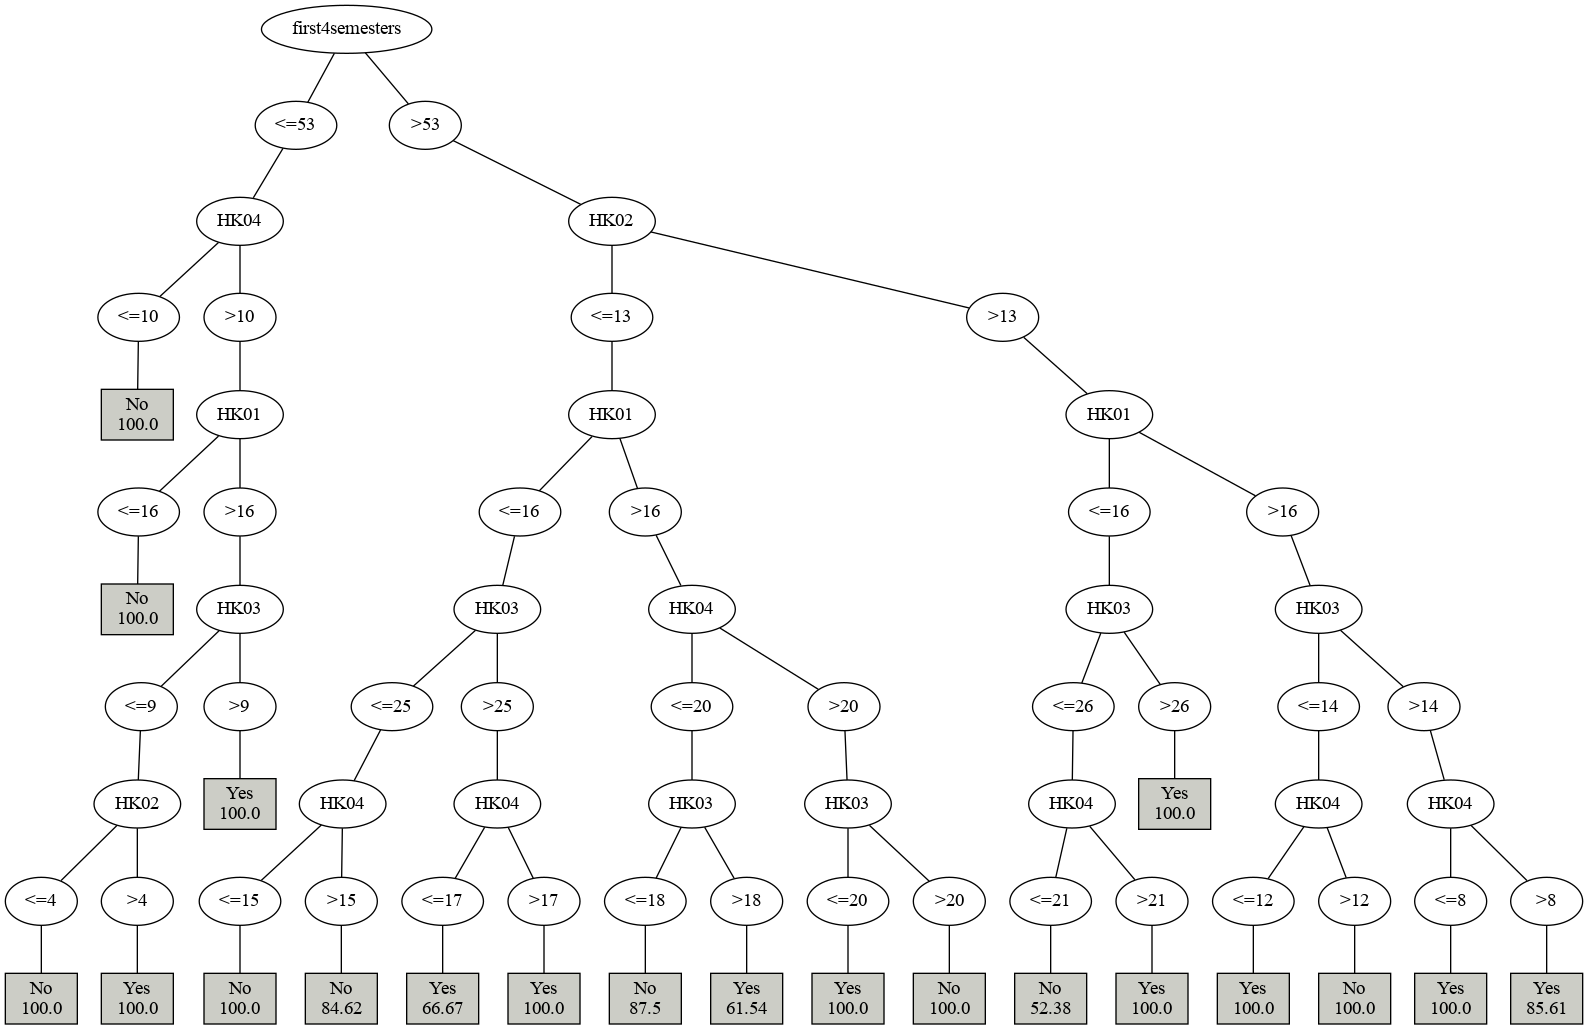 first4semesters
<=53
>53
HK04
HK02
<=10
>10
<=13
>13
No
100.0
HK01
HK01
HK01
<=16
>16
<=16
>16
<=16
>16
No
100.0
HK03
HK03
HK04
HK03
HK03
<=9
>9
<=25
>25
<=20
>20
<=26
>26
<=14
>14
HK02
Yes
100.0
HK04
HK04
HK03
HK03
HK04
Yes
100.0
HK04
HK04
<=4
>4
<=15
>15
<=17
>17
<=18
>18
<=20
>20
<=21
>21
<=12
>12
<=8
>8
No
100.0
Yes
100.0
No
100.0
No
84.62
Yes
66.67
Yes
100.0
No
87.5
Yes
61.54
Yes
100.0
No
100.0
No
52.38
Yes
100.0
Yes
100.0
No
100.0
Yes
100.0
Yes
85.61